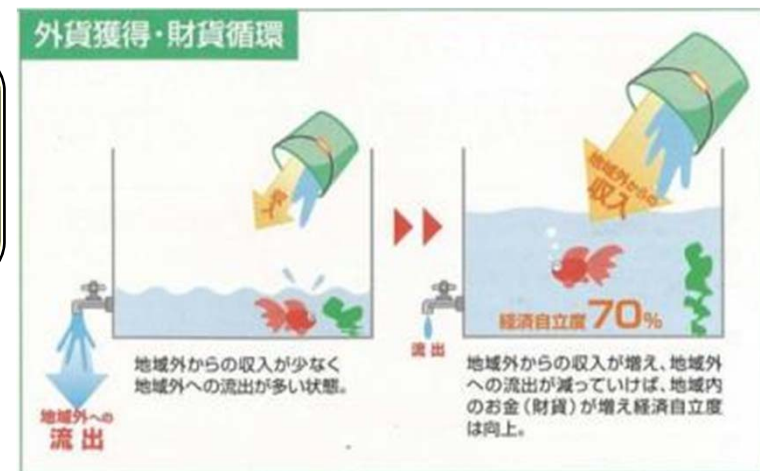 外貨獲得・財貨循環
収入
地域外からの
収入
経済自立度70%
流出
地域外からの収入が少なく
地域外への流出が多い状態。
地域外への
流出
地域外からの収入が増え、地域外
への流出が減っていけば、地域内
のお金(財貨)が増え経済自立度
は向上。